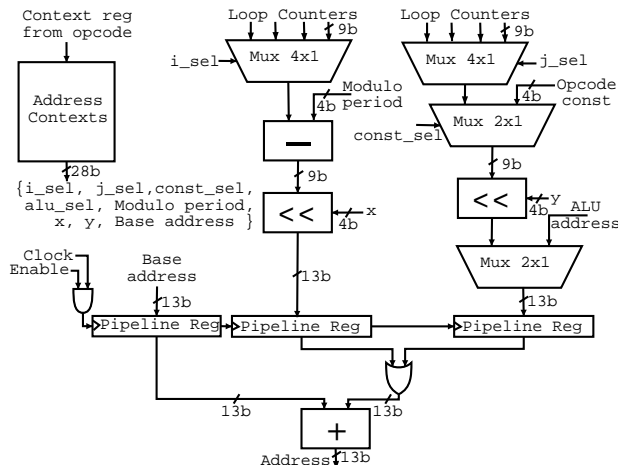 Context reg
from opcode
Loop Counters
9b
Mux 4x1
i_sel
Loop Counters
9b
Mux 4x1
j_sel
Address
Contexts
Modulo
period
4b
Opcode
const
4b
Mux 2x1
const_sel
—
28b
9b
9b
{i_sel, j_sel,const_sel,
alu_sel, Modulo period,
x, y, Base address }
<<
x
4b
<<
y
4b
ALU
address
Mux 2x1
Clock
Enable
Base
address
13b
13b
13b
Pipeline Reg
Pipeline Reg
Pipeline Reg
13b
13b
+
Address
13b